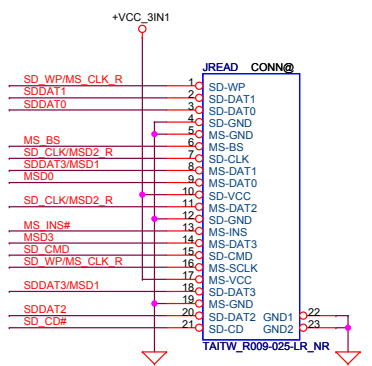 +VCC_3IN1
JREAD CONN@
SD_WP/MS_CLK_R 1 SD-WP
SDDAT1 2 SD-DAT1
SDDAT0 3 SD-DAT0
4 SD-GND
5 MS-GND
MS_BS 6 MS-BS
SD_CLK/MSD2_R 7 SD-CLK
SDDAT3/MSD1 8 MS-DAT1
MSD0 9 MS-DAT0
10 SD-VCC
SD_CLK/MSD2_R 11 MS-DAT2
12 SD-GND
MS_INS# 13 MS-INS
MSD3 14 MS-DAT3
SD_CMD 15 SD-CMD
SD_WP/MS_CLK_R 16 MS-SCLK
17 MS-VCC
SDDAT3/MSD1 18 SD-DAT3
19 MS-GND
SDDAT2 20 SD-DAT2 GND1 22
SD_CD# 21 SD-CD GND2 23
TAITW_R009-025-LR_NR